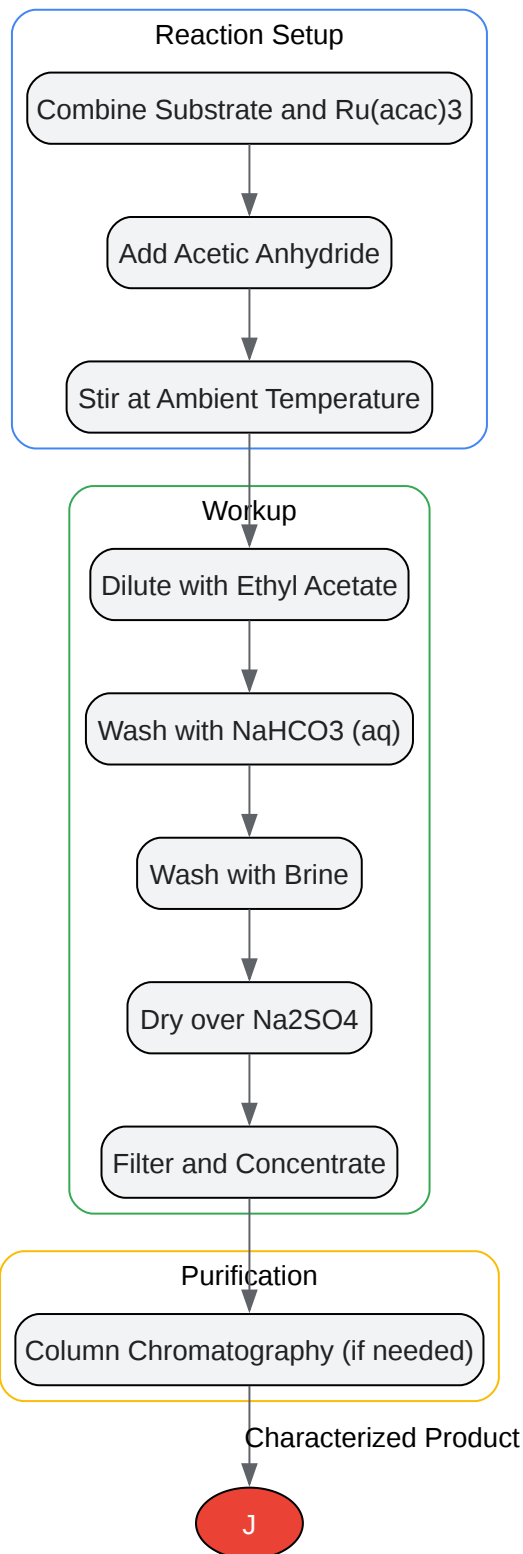 Reaction Setup
Combine Substrate and Ru(acac)3
Add Acetic Anhydride
Stir at Ambient Temperature
Workup
Dilute with Ethyl Acetate
Wash with NaHCO3 (aq)
Wash with Brine
Dry over Na2SO4
Filter and Concentrate
Purification
Column Chromatography (if needed)
Characterized Product
J